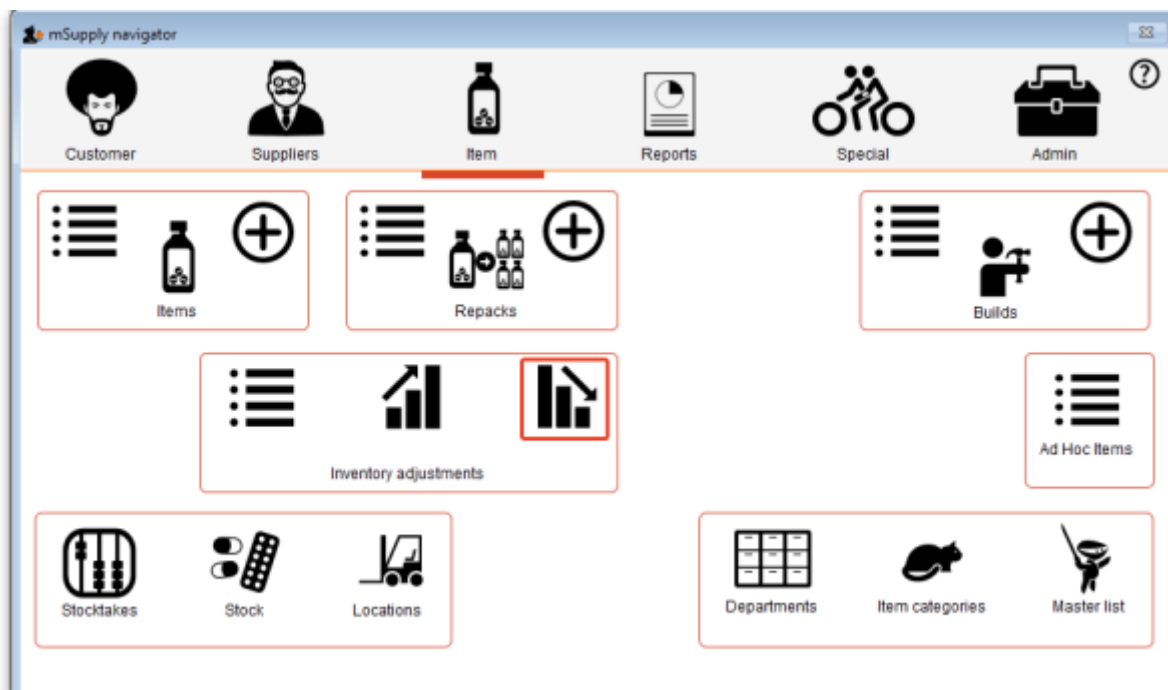 mSupply navigator
?
Customer
Suppliers
Item
Reports
Special
Admin
Items
Repacks
Builds
Inventory adjustments
Ad Hoc Items
Stocktakes
Stock
Locations
Departments
Item categories
Master list